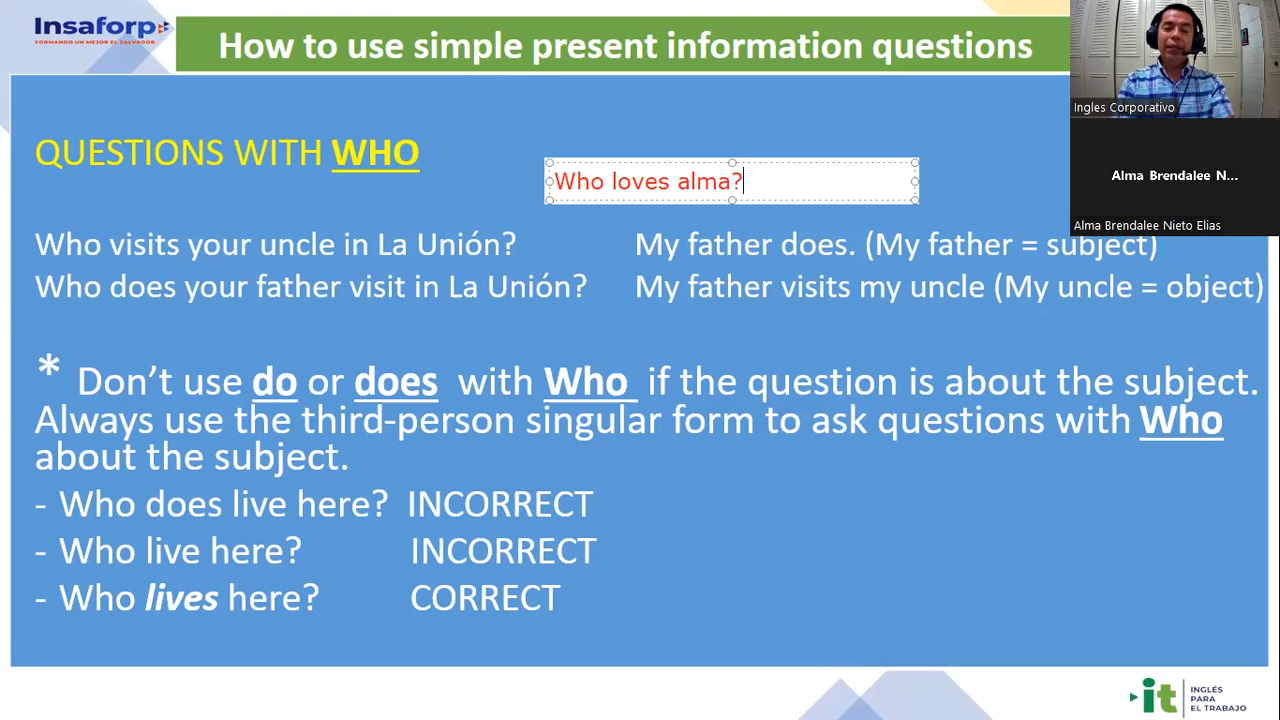 Insaforp
FORMANDO UN MEJOR EL SALVADOR
How to use simple present information questions
Ingles Corporativo
Alma Brendalee N...
Alma Brendalee Nieto Elias
QUESTIONS WITH WHO
Who loves alma?
Who visits your uncle in La Unión? My father does. (My father = subject)
Who does your father visit in La Unión? My father visits my uncle (My uncle = object)
* Don’t use do or does with Who if the question is about the subject.
Always use the third-person singular form to ask questions with Who
about the subject.
- Who does live here? INCORRECT
- Who live here? INCORRECT
- Who lives here? CORRECT
it
INGLÉS
PARA
EL TRABAJO